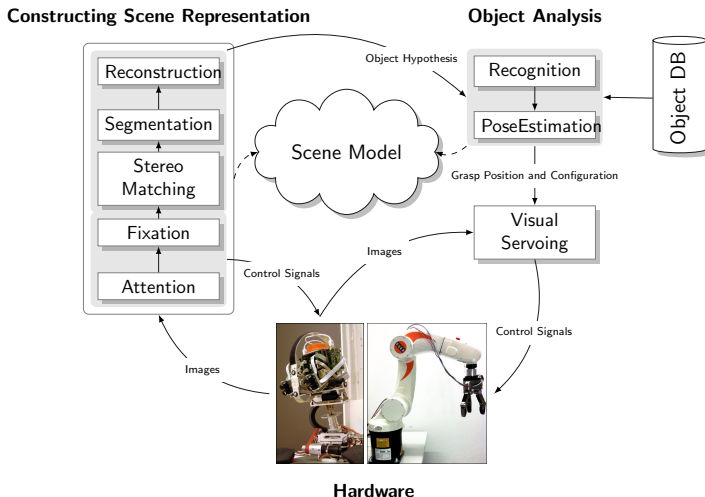 Constructing Scene Representation
Object Analysis
Reconstruction
Segmentation
Stereo
Matching
Fixation
Attention
Object Hypothesis
Scene Model
Recognition
PoseEstimation
Object DB
Grasp Position and Configuration
Visual
Servoing
Images
Control Signals
Control Signals
Images
Hardware